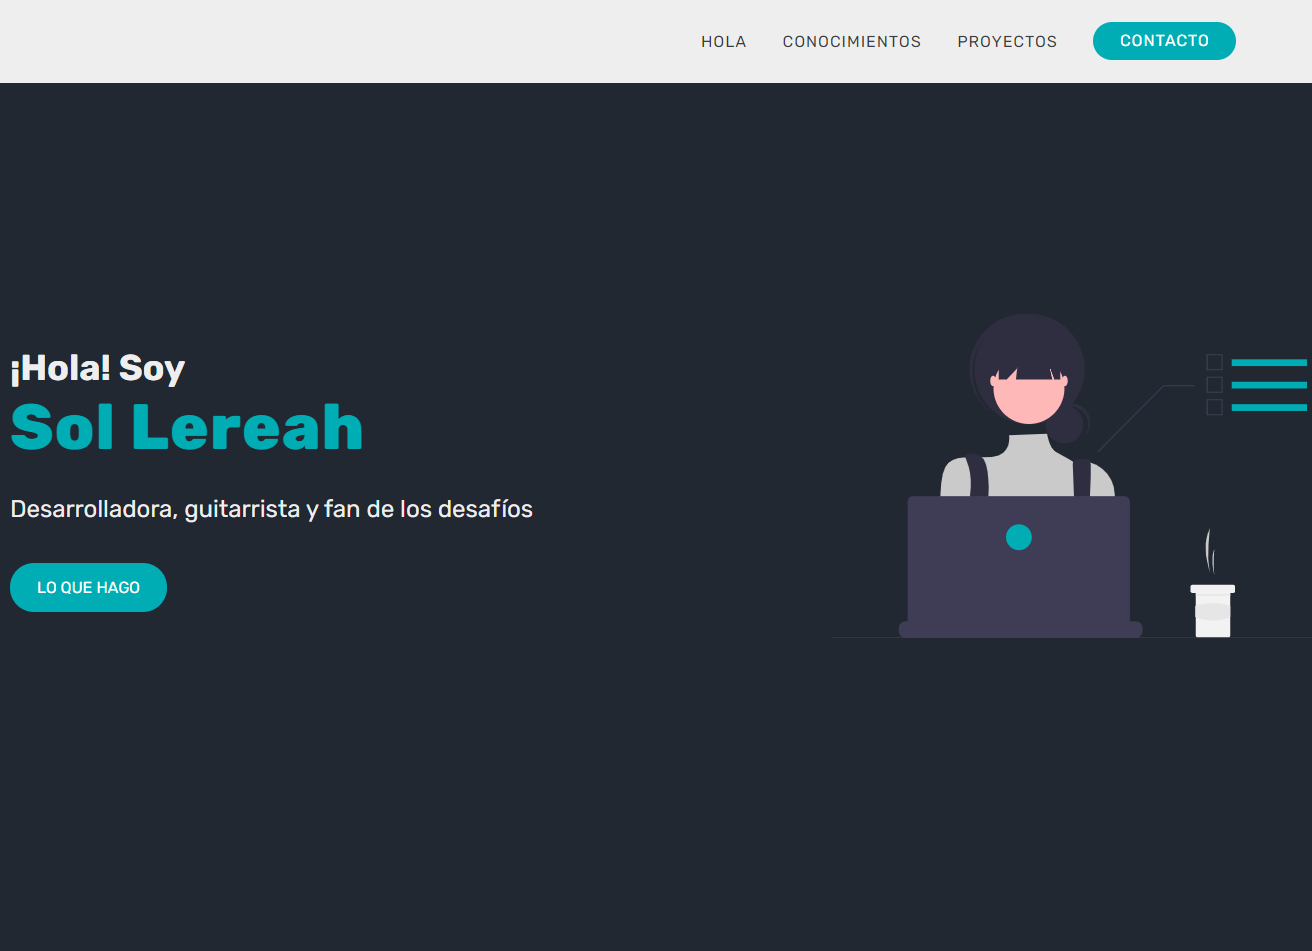 HOLA CONOCIMIENTOS PROYECTOS CONTACTO
¡Hola! Soy
Sol Lereah
Desarrolladora, guitarrista y fan de los desafíos
LO QUE HAGO